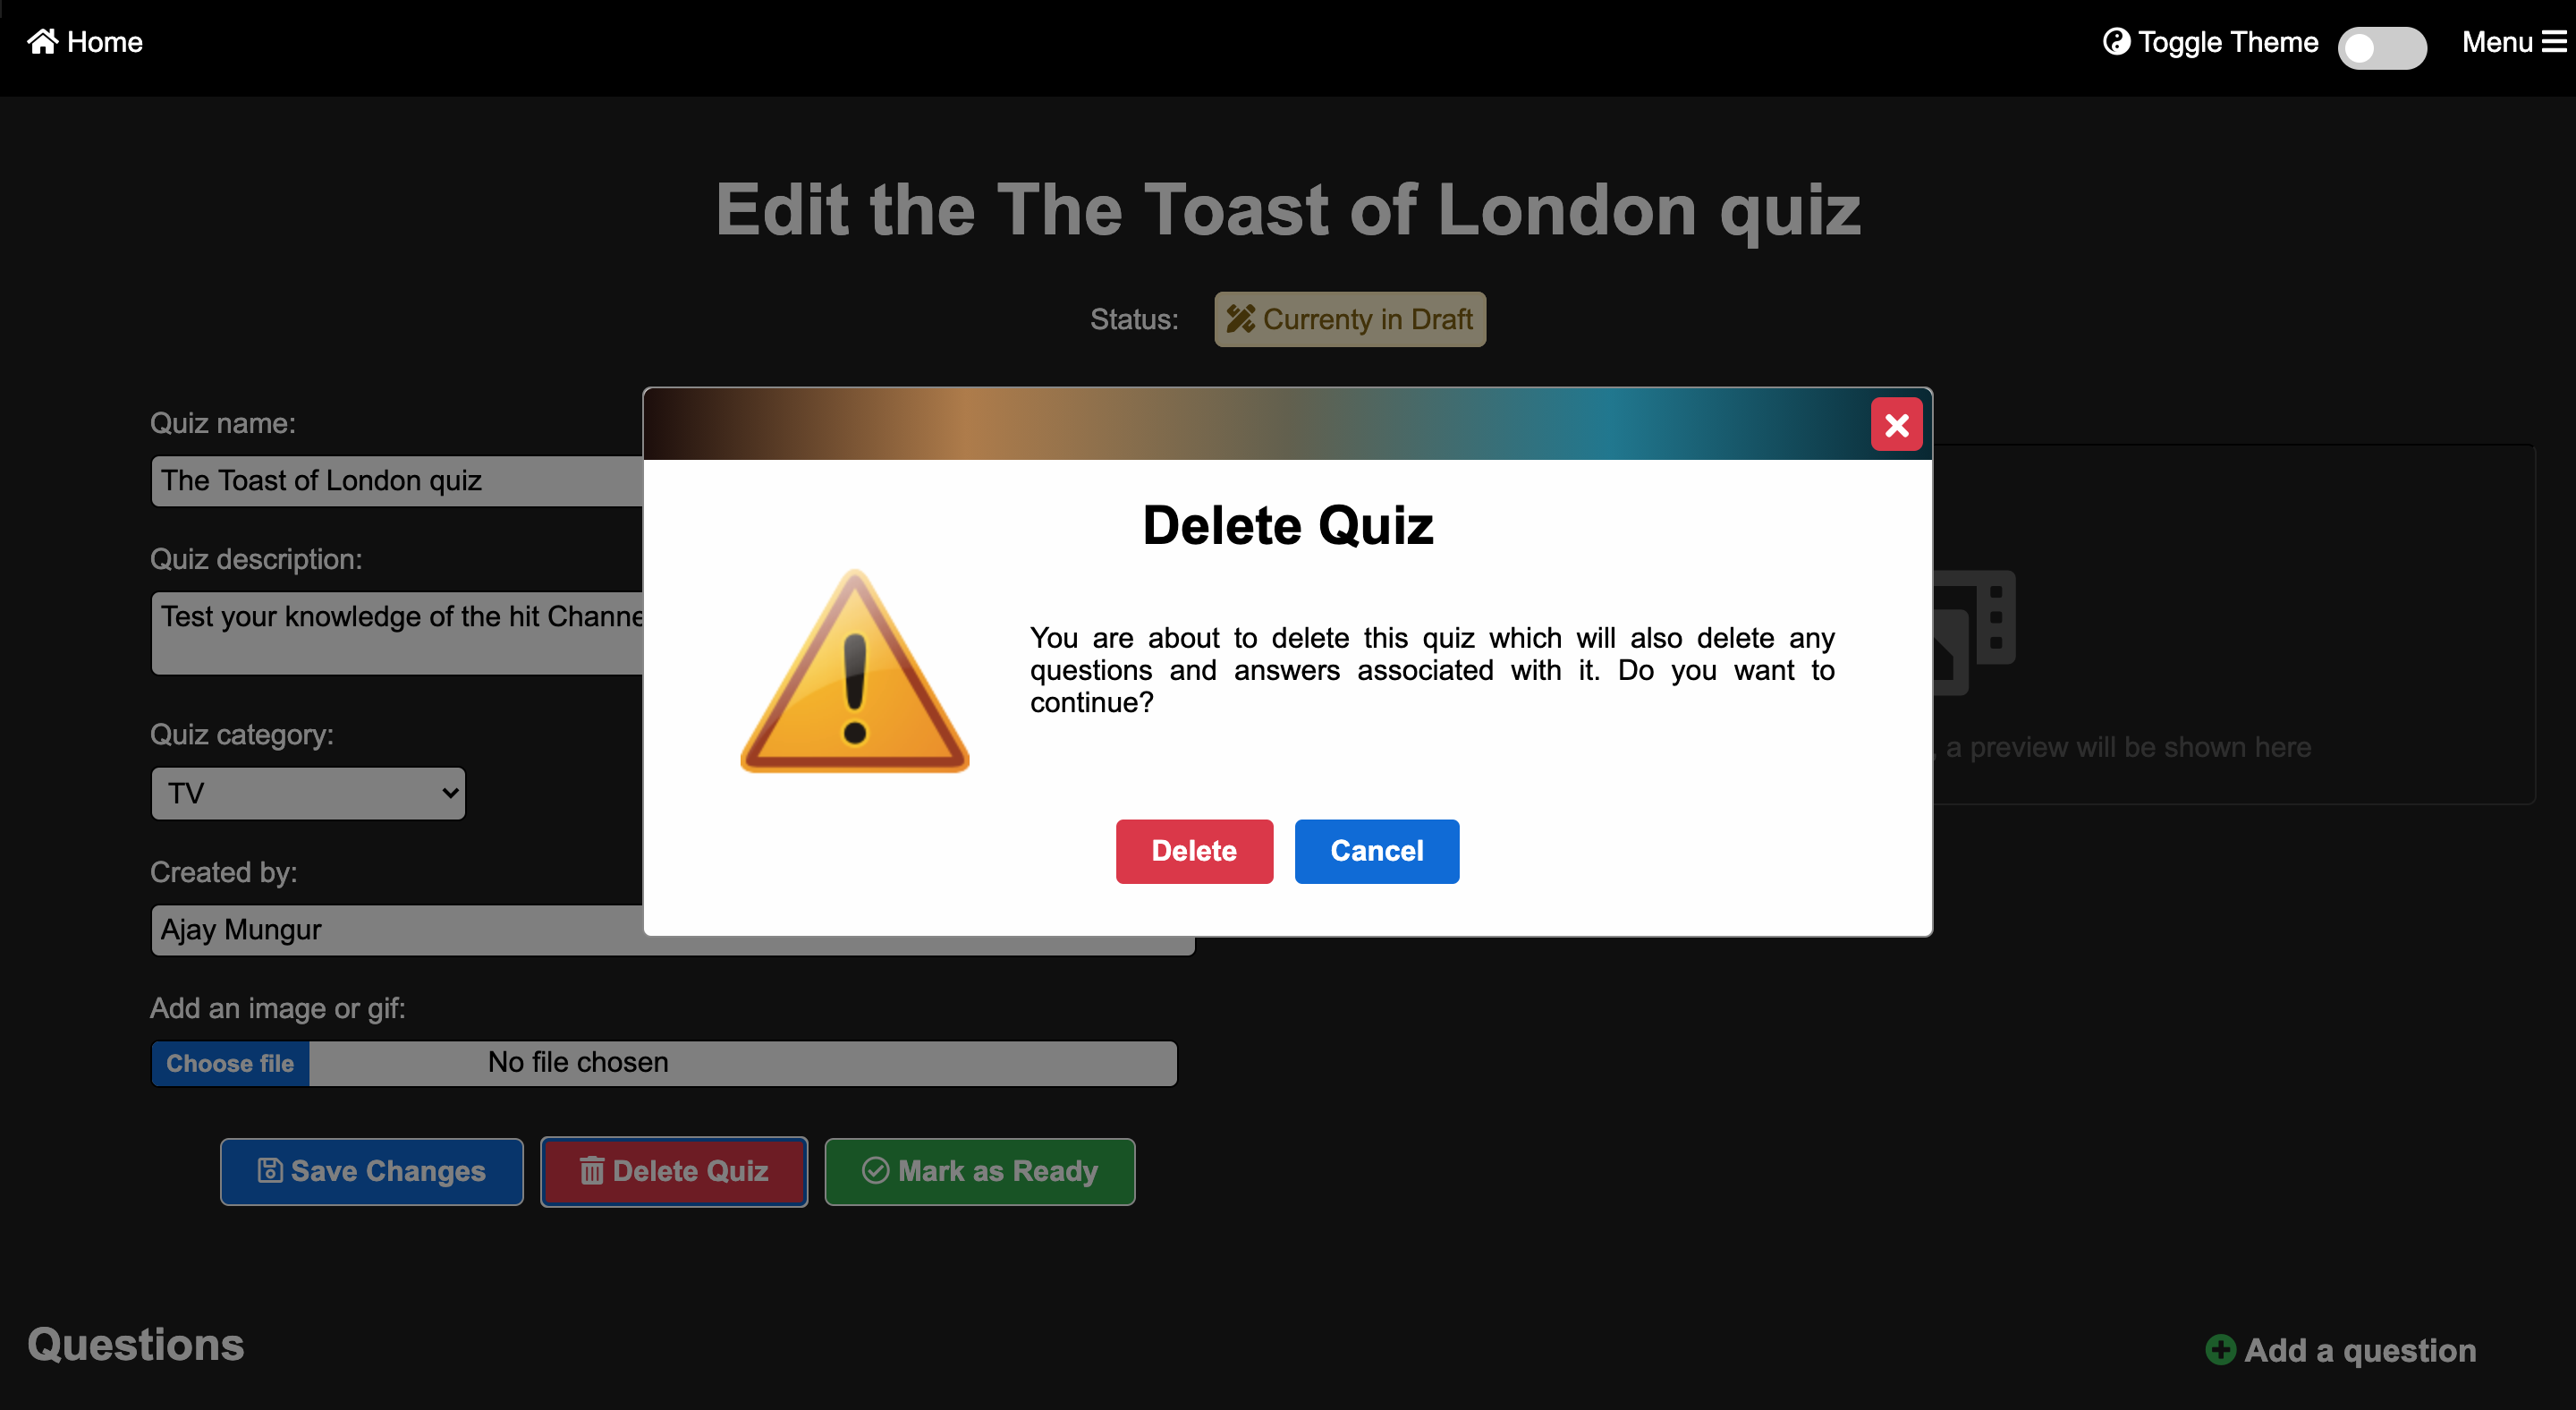 Home
Toggle Theme
Menu
Edit the The Toast of London quiz
Status:
Currenty in Draft
Quiz name:
The Toast of London quiz
Quiz description:
Test your knowledge of the hit Channe
Quiz category:
TV
Created by:
Ajay Mungur
Add an image or gif:
Choose file
No file chosen
Save Changes
Delete Quiz
Mark as Ready
Delete Quiz
You are about to delete this quiz which will also delete any
questions and answers associated with it. Do you want to
continue?
Delete
Cancel
, a preview will be shown here
Questions
Add a question